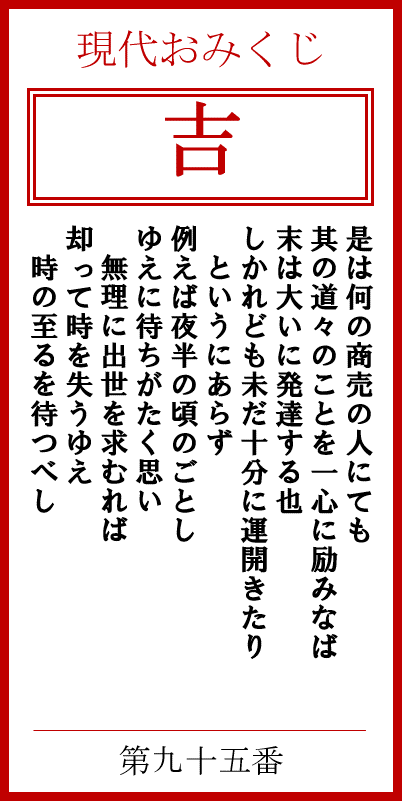 現代おみくじ
吉
是は何の商売の人にても
其の道々のことを一心に励みなば
末は大いに発達する也
しかれども未だ十分に運開きたり
というにあらず
例えば夜半の頃のごとし
ゆえに待ちがたく思い
無理に出世を求むれば
却って時を失うゆえ
時の至るを待つべし
第九十五番